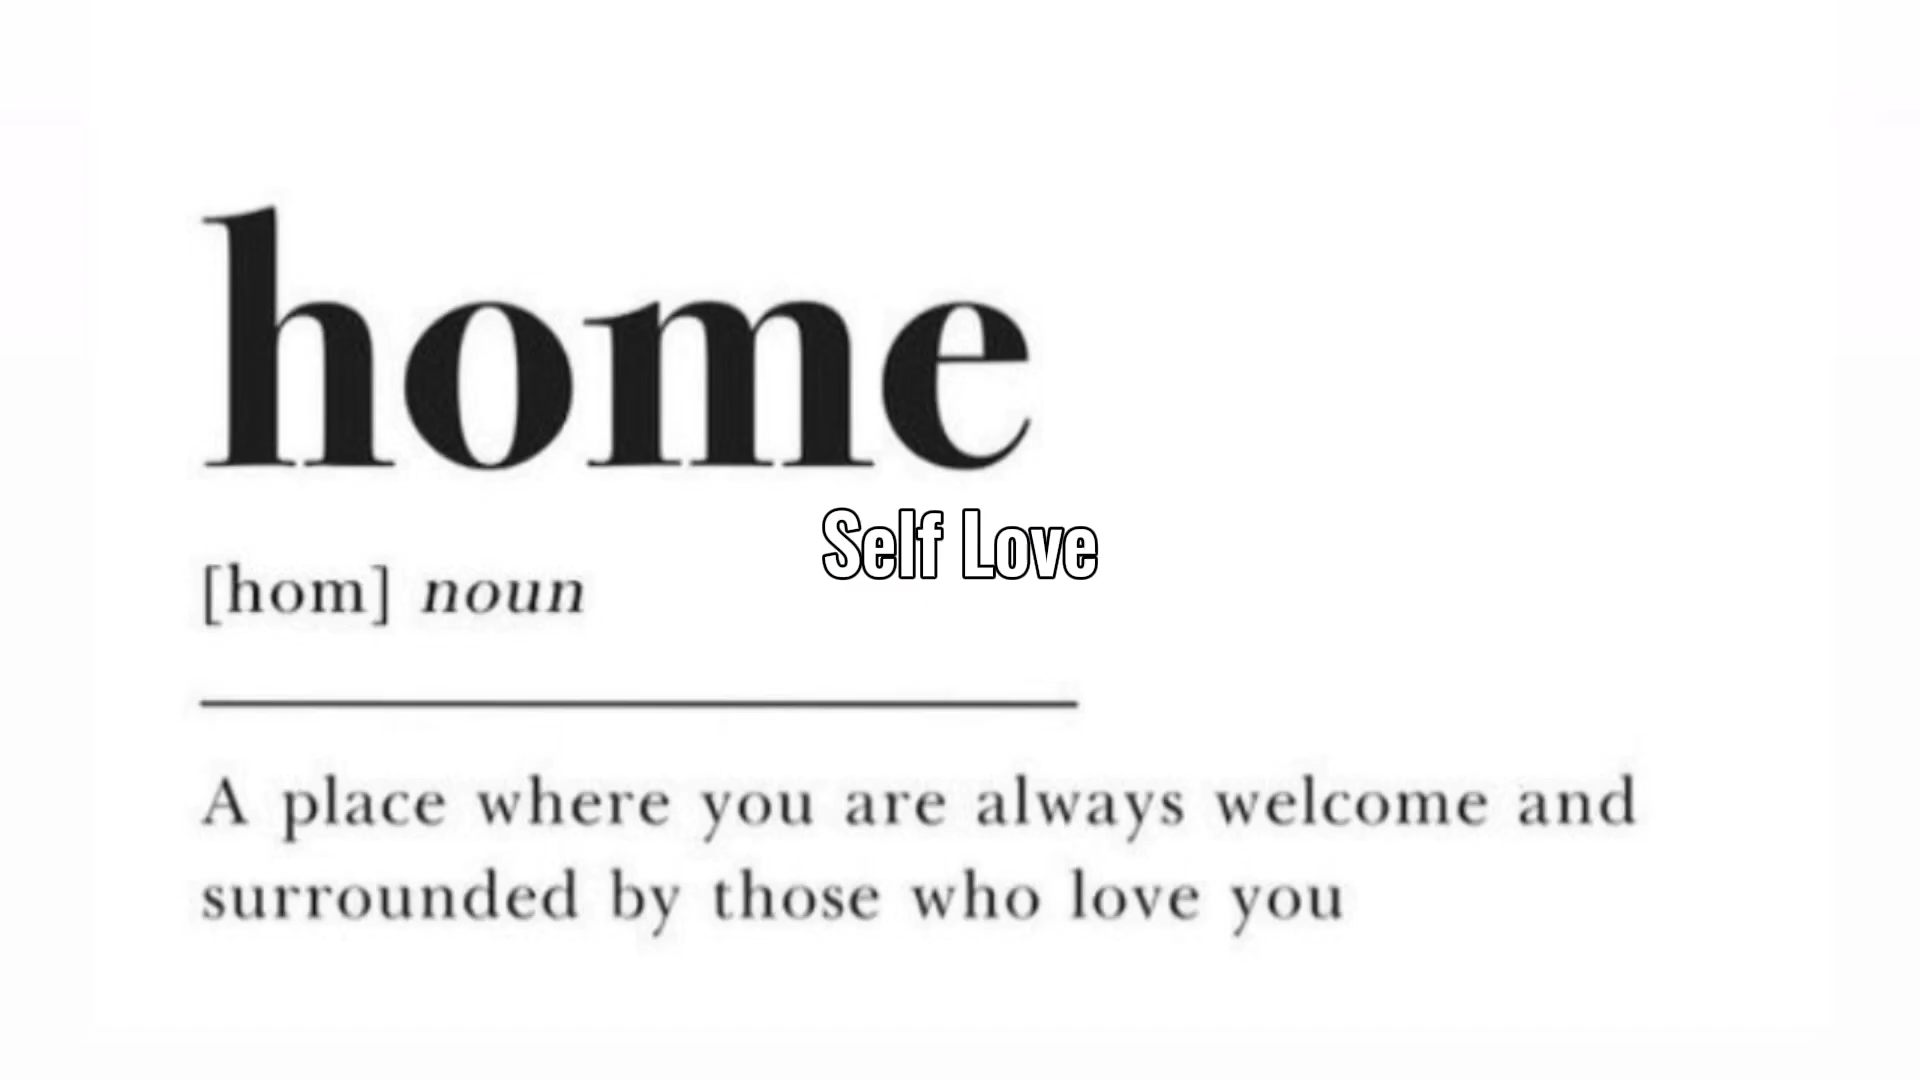 home
Self Love
[hom] noun
A place where you are always welcome and
surrounded by those who love you